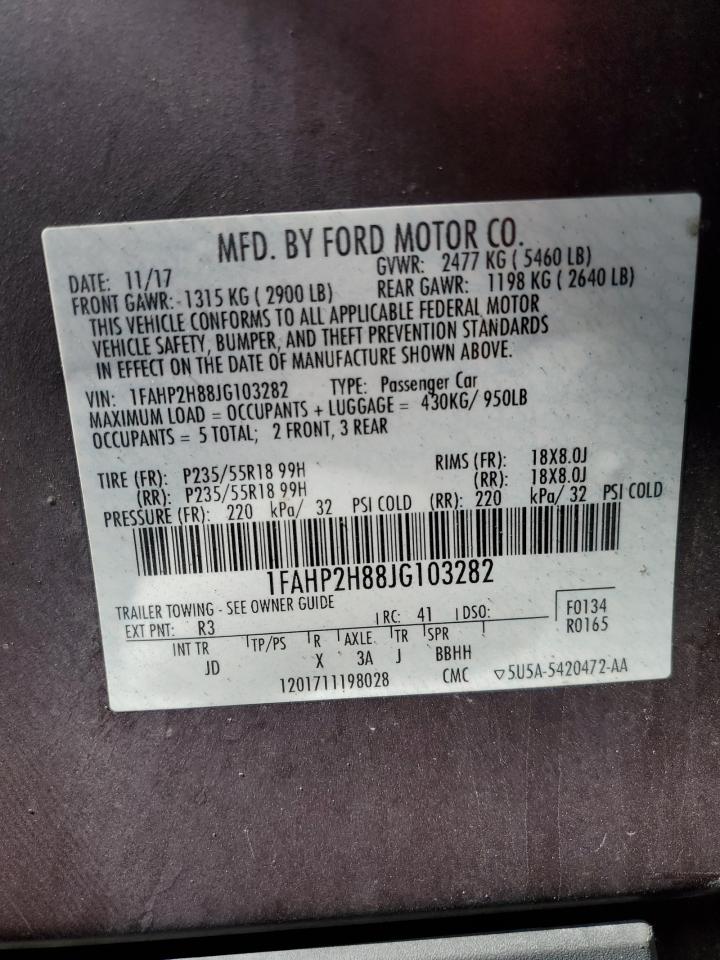 MFD. BY FORD MOTOR CO.
DATE: 11/17 GVWR: 2477 KG ( 5460 LB)
FRONT GAWR: 1315 KG ( 2900 LB) REAR GAWR: 1198 KG ( 2640 LB)
THIS VEHICLE CONFORMS TO ALL APPLICABLE FEDERAL MOTOR
VEHICLE SAFETY, BUMPER, AND THEFT PREVENTION STANDARDS
IN EFFECT ON THE DATE OF MANUFACTURE SHOWN ABOVE.
VIN: 1FAHP2H88JG103282 TYPE: Passenger Car
MAXIMUM LOAD = OCCUPANTS + LUGGAGE = 430KG/ 950LB
OCCUPANTS = 5 TOTAL; 2 FRONT, 3 REAR
TIRE (FR): P235/55R18 99H RIMS (FR): 18X8.0J
(RR): P235/55R18 99H (RR): 18X8.0J
PRESSURE (FR): 220 kPa/ 32 PSI COLD (RR): 220 kPa/ 32 PSI COLD
1FAHP2H88JG103282
TRAILER TOWING - SEE OWNER GUIDE
EXT PNT: R3 RC: 41 DSO: F0134
R0165
INT TR TP/PS R AXLE TR SPR
JD X 3A J BBHH
1201711198028 CMC ▽5U5A-5420472-AA